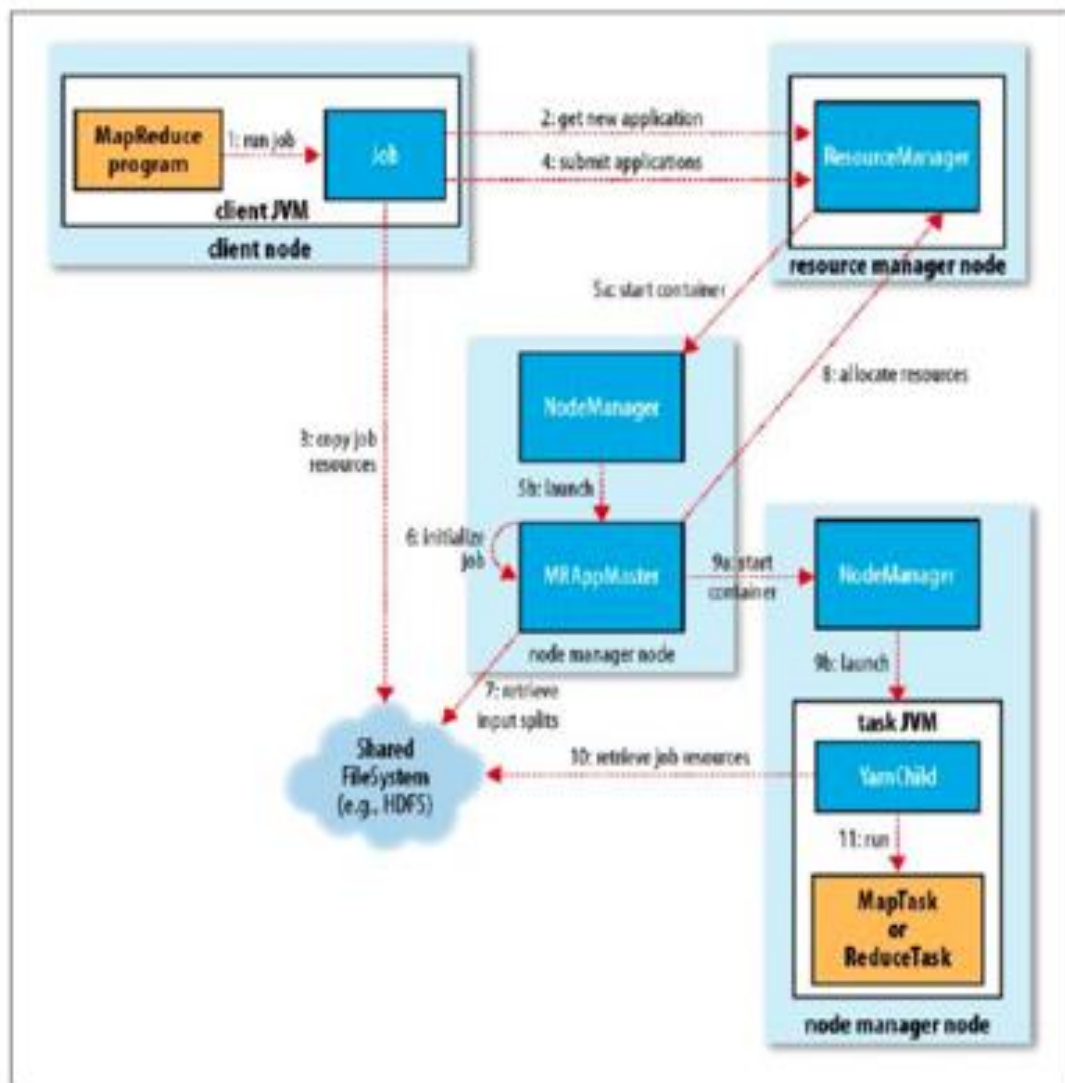 MapReduce
program
1: run job
Job
client JVM
client node
2: get new application
4: submit applications
ResourceManager
resource manager node
5a: start container
NodeManager
8: allocate resources
3: copy job
resources
5b: launch
6: initialize
job
MRAppMaster
9a: start
container
NodeManager
node manager node
9b: launch
7: retrieve
input splits
task JVM
Shared
FileSystem
(e.g., HDFS)
10: retrieve job resources
YarnChild
11: run
MapTask
or
ReduceTask
node manager node